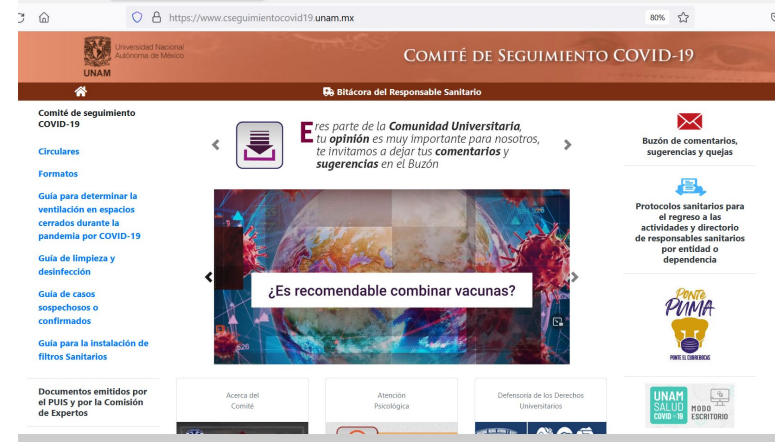 https://www.cseguimientocovid19.unam.mx
80%
Universidad Nacional
Autónoma de México
UNAM
COMITÉ DE SEGUIMIENTO COVID-19
Bitácora del Responsable Sanitario
Comité de seguimiento
COVID-19
Circulares
Formatos
Guía para determinar la
ventilación en espacios
cerrados durante la
pandemia por COVID-19
Guía de limpieza y
desinfección
Guía de casos
sospechosos o
confirmados
Guía para la instalación de
filtros Sanitarios
Documentos emitidos por
el PUIS y por la Comisión
de Expertos
Eres parte de la Comunidad Universitaria,
tu opinión es muy importante para nosotros,
te invitamos a dejar tus comentarios y
sugerencias en el Buzón
¿Es recomendable combinar vacunas?
Acerca del
Comité
Atención
Psicológica
Defensoría de los Derechos
Universitarios
Buzón de comentarios,
sugerencias y quejas
Protocolos sanitarios para
el regreso a las
actividades y directorio
de responsables sanitarios
por entidad o
dependencia
PONTE
PUMA
PONTE EL CUBREBOCAS
UNAM
SALUD
COVID - 19
MODO
ESCRITORIO